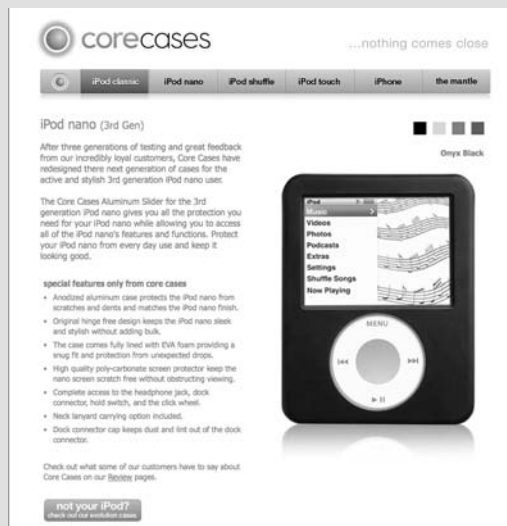 corecases
...nothing comes close
iPod classic iPod nano iPod shuffle iPod touch iPhone the mantle
iPod nano (3rd Gen)
After three generations of testing and great feedback
from our incredibly loyal customers, Core Cases have
redesigned there next generation of cases for the
active and stylish 3rd generation iPod nano user.
The Core Cases Aluminum Slider for the 3rd
generation iPod nano gives you all the protection you
need for your iPod nano while allowing you to access
all of the iPod nano's features and functions. Protect
your iPod nano from every day use and keep it
looking good.
special features only from core cases
• Anodized aluminum case protects the iPod nano from
scratches and dents and matches the iPod nano finish.
• Original hinge free design keeps the iPod nano sleek
and stylish without adding bulk.
• The case comes fully lined with EVA foam providing a
snug fit and protection from unexpected drops.
• High quality poly-carbonate screen protector keep the
nano screen scratch free without obstructing viewing.
• Complete access to the headphone jack, dock
connector, hold switch, and the click wheel.
• Neck lanyard carrying option included.
• Dock connector cap keeps dust and lint out of the dock
connector.
Check out what some of our customers have to say about
Core Cases on our Review pages.
not your iPod?
check out our evolution cases
Onyx Black
iPod
Music
Videos
Photos
Podcasts
Extras
Settings
Shuffle Songs
Now Playing
MENU